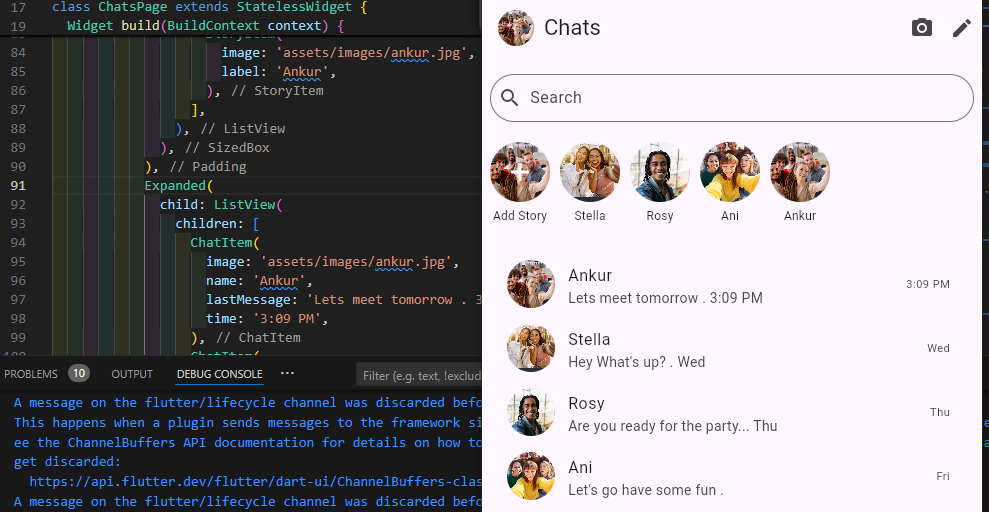 17 class ChatsPage extends StatelessWidget {
19 Widget build(BuildContext context) {
84 image: 'assets/images/ankur.jpg',
85 label: 'Ankur',
86 ), // StoryItem
87 ],
88 ), // ListView
89 ), // SizedBox
90 ), // Padding
91 Expanded(
92 child: ListView(
93 children: [
94 ChatItem(
95 image: 'assets/images/ankur.jpg',
96 name: 'Ankur',
97 lastMessage: 'Lets meet tomorrow . 3
98 time: '3:09 PM',
99 ), // ChatItem
ChatItem(
PROBLEMS 10 OUTPUT DEBUG CONSOLE ...
Filter (e.g. text, !exclud
A message on the flutter/lifecycle channel was discarded befo
This happens when a plugin sends messages to the framework si
ee the ChannelBuffers API documentation for details on how to
get discarded:
https://api.flutter.dev/flutter/dart-ui/ChannelBuffers-clas
A message on the flutter/lifecycle channel was discarded befo
Chats
Search
Add Story Stella Rosy Ani Ankur
Ankur
Lets meet tomorrow . 3:09 PM
3:09 PM
Stella
Hey What's up? . Wed
Wed
Rosy
Are you ready for the party... Thu
Thu
Ani
Let's go have some fun .
Fri